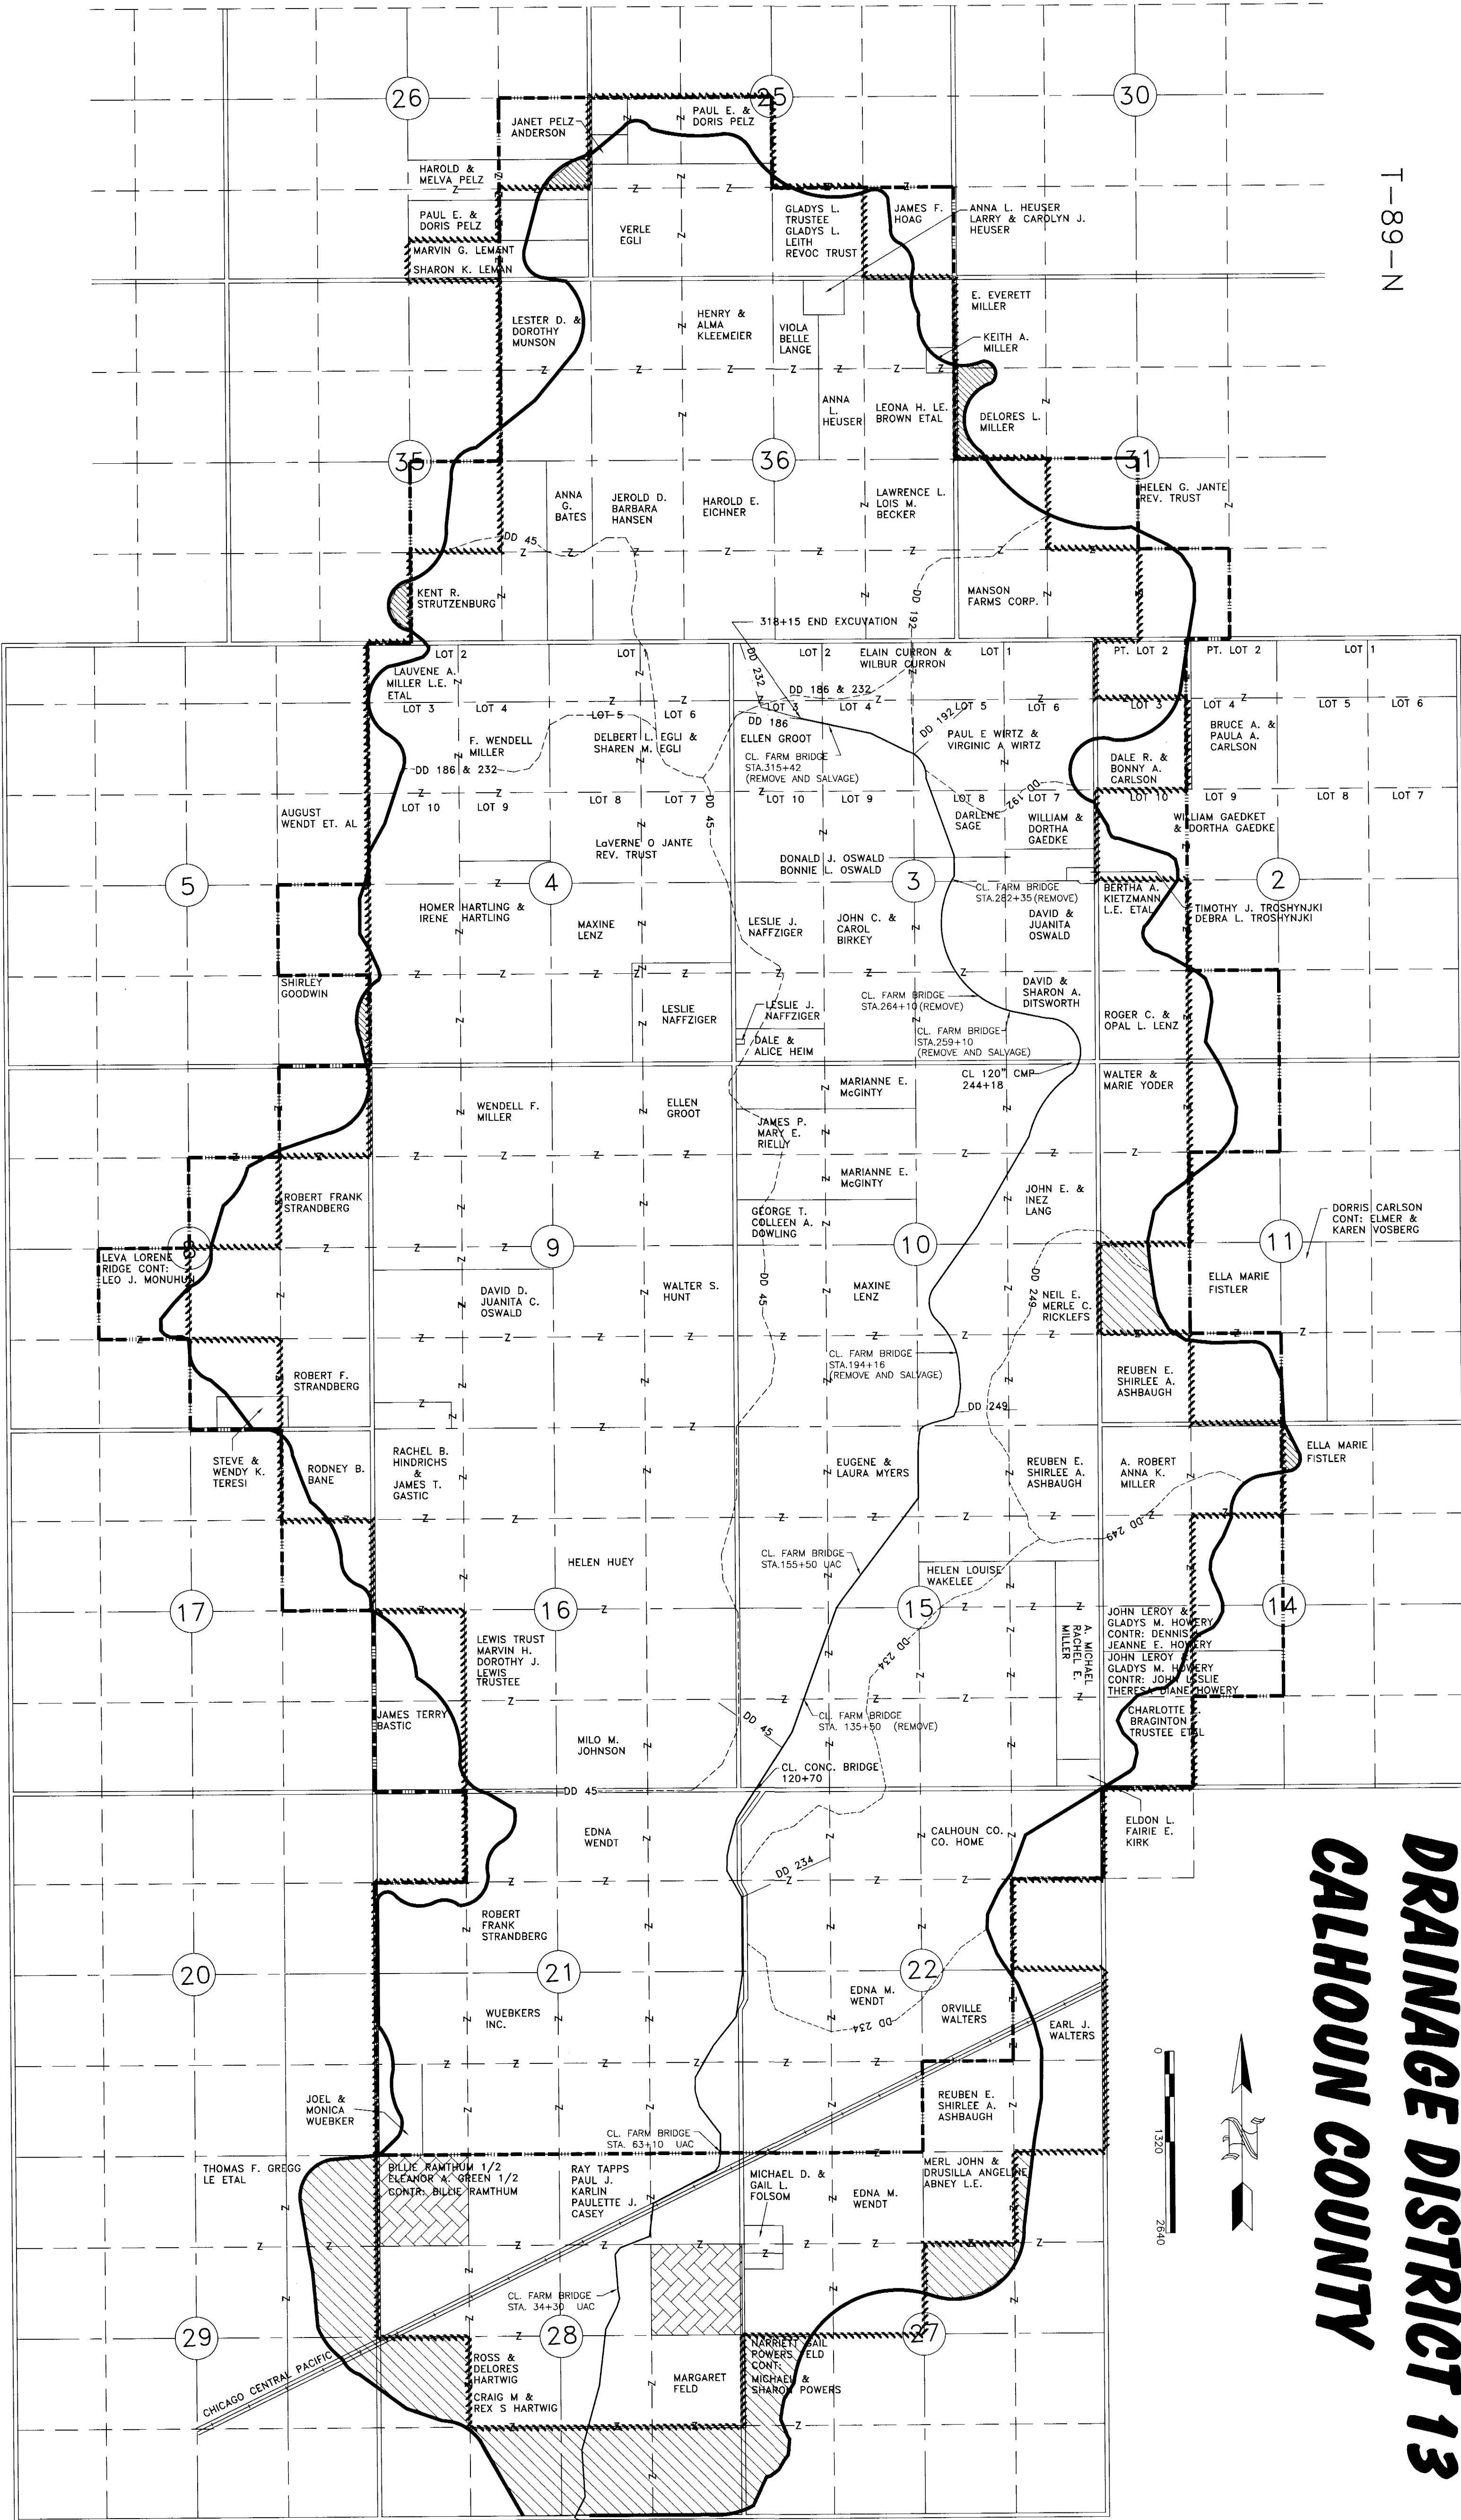 26
25
30
JANET PELZ
ANDERSON
PAUL E. &
DORIS PELZ
T-89-N
HAROLD &
MELVA PELZ
PAUL E. &
DORIS PELZ
MARVIN G. LEMANT
SHARON K. LEMAN
VERLE
EGLI
GLADYS L.
TRUSTEE
GLADYS L.
LEITH
REVOC TRUST
JAMES F.
HOAG
ANNA L. HEUSER
LARRY & CAROLYN J.
HEUSER
LESTER D. &
DOROTHY
MUNSON
HENRY &
ALMA
KLEEMEIER
VIOLA
BELLE
LANGE
E. EVERETT
MILLER
KEITH A.
MILLER
ANNA
L.
HEUSER
LEONA H. LE.
BROWN ETAL
DELORES L.
MILLER
35
36
31
ANNA
G.
BATES
JEROLD D.
BARBARA
HANSEN
HAROLD E.
EICHNER
LAWRENCE L.
LOIS M.
BECKER
HELEN G. JANTE
REV. TRUST
DD 45
KENT R.
STRUTZENBURG
DD 192
MANSON
FARMS CORP.
318+15 END EXCUVATION
LOT 2
LOT 1
LOT 2
ELAIN CURRON &
WILBUR CURRON
LOT 1
PT. LOT 2
PT. LOT 2
LOT 1
LAUVENE A.
MILLER L.E.
ETAL
DD 232
DD 186 & 232
LOT 3
LOT 4
LOT 5
LOT 6
LOT 3
LOT 4
LOT 5
LOT 6
LOT 3
LOT 4
LOT 5
LOT 6
F. WENDELL
MILLER
DELBERT L. EGLI &
SHAREN M. EGLI
DD 186
ELLEN GROOT
CL. FARM BRIDGE
STA.315+42
(REMOVE AND SALVAGE)
DD 192
PAUL E WIRTZ &
VIRGINIC A WIRTZ
DALE R. &
BONNY A.
CARLSON
BRUCE A. &
PAULA A.
CARLSON
DD 186 & 232
LOT 10
LOT 9
LOT 8
LOT 7
LOT 10
LOT 9
LOT 8
LOT 7
LOT 10
LOT 9
LOT 8
LOT 7
DD 192
DD 45
AUGUST
WENDT ET. AL
LaVERNE O JANTE
REV. TRUST
DARLENE
SAGE
WILLIAM &
DORTHA
GAEDKE
WILLIAM GAEDKET
& DORTHA GAEDKE
DONALD J. OSWALD
BONNIE L. OSWALD
5
4
3
2
CL. FARM BRIDGE
STA.282+35(REMOVE)
BERTHA A.
KIETZMANN
L.E. ETAL
TIMOTHY J. TROSHYNJKI
DEBRA L. TROSHYNJKI
HOMER HARTLING &
IRENE HARTLING
MAXINE
LENZ
LESLIE J.
NAFFZIGER
JOHN C. &
CAROL
BIRKEY
DAVID &
JUANITA
OSWALD
SHIRLEY
GOODWIN
LESLIE
NAFFZIGER
LESLIE J.
NAFFZIGER
DALE &
ALICE HEIM
CL. FARM BRIDGE
STA.264+10(REMOVE)
DAVID &
SHARON A.
DITSWORTH
ROGER C. &
OPAL L. LENZ
CL. FARM BRIDGE
STA.259+10
(REMOVE AND SALVAGE)
CL 120" CMP
244+18
WALTER &
MARIE YODER
WENDELL F.
MILLER
ELLEN
GROOT
MARIANNE E.
McGINTY
JAMES P.
MARY E.
RIELLY
MARIANNE E.
McGINTY
ROBERT FRANK
STRANDBERG
GEORGE T.
COLLEEN A.
DOWLING
JOHN E. &
INEZ
LANG
DORRIS CARLSON
CONT: ELMER &
KAREN VOSBERG
8
9
10
11
LEVA LORENE
RIDGE CONT:
LEO J. MONUHUN
DAVID D.
JUANITA C.
OSWALD
WALTER S.
HUNT
DD 45
MAXINE
LENZ
DD 249
NEIL E.
MERLE C.
RICKLEFS
ELLA MARIE
FISTLER
ROBERT F.
STRANDBERG
CL. FARM BRIDGE
STA.194+16
(REMOVE AND SALVAGE)
REUBEN E.
SHIRLEE A.
ASHBAUGH
DD 249
STEVE &
WENDY K.
TERESI
RODNEY B.
BANE
RACHEL B.
HINDRICHS
&
JAMES T.
GASTIC
EUGENE &
LAURA MYERS
REUBEN E.
SHIRLEE A.
ASHBAUGH
A. ROBERT
ANNA K.
MILLER
ELLA MARIE
FISTLER
DD 249
HELEN HUEY
CL. FARM BRIDGE
STA.155+50 UAC
HELEN LOUISE
WAKELEE
17
16
15
14
LEWIS TRUST
MARVIN H.
DOROTHY J.
LEWIS
TRUSTEE
DD 234
A. MICHAEL
RACHEL E.
MILLER
JOHN LEROY &
GLADYS M. HOWERY
CONTR: DENNIS
JEANNE E. HOWERY
JOHN LEROY &
GLADYS M. HOWERY
CONTR: JOHN LESLIE
THERESA DIANE HOWERY
JAMES TERRY
BASTIC
MILO M.
JOHNSON
DD 45
CL. FARM BRIDGE
STA. 135+50 (REMOVE)
CHARLOTTE
BRAGINTON
TRUSTEE ETAL
CL. CONC. BRIDGE
120+70
DD 45
EDNA
WENDT
CALHOUN CO.
CO. HOME
ELDON L.
FAIRIE E.
KIRK
DD 234
ROBERT
FRANK
STRANDBERG
20
21
22
EDNA M.
WENDT
WUEBKERS
INC.
DD 234
ORVILLE
WALTERS
EARL J.
WALTERS
JOEL &
MONICA
WUEBKER
REUBEN E.
SHIRLEE A.
ASHBAUGH
0
1320
2640
N
CL. FARM BRIDGE
STA. 63+10 UAC
THOMAS F. GREGG
LE ETAL
BILLIE RAMTHUM 1/2
ELEANOR A. GREEN 1/2
CONTR: BILLIE RAMTHUM
RAY TAPPS
PAUL J.
KARLIN
PAULETTE J.
CASEY
MICHAEL D. &
GAIL L.
FOLSOM
EDNA M.
WENDT
MERL JOHN &
DRUSILLA ANGELINE
ABNEY L.E.
CL. FARM BRIDGE
STA. 34+30 UAC
29
28
27
CHICAGO CENTRAL PACIFIC
ROSS &
DELORES
HARTWIG
CRAIG M &
REX S HARTWIG
MARGARET
FELD
NARRIETT GAIL
POWERS FELD
CONT:
MICHAEL &
SHARON POWERS
DRAINAGE DISTRICT 13
CALHOUN COUNTY